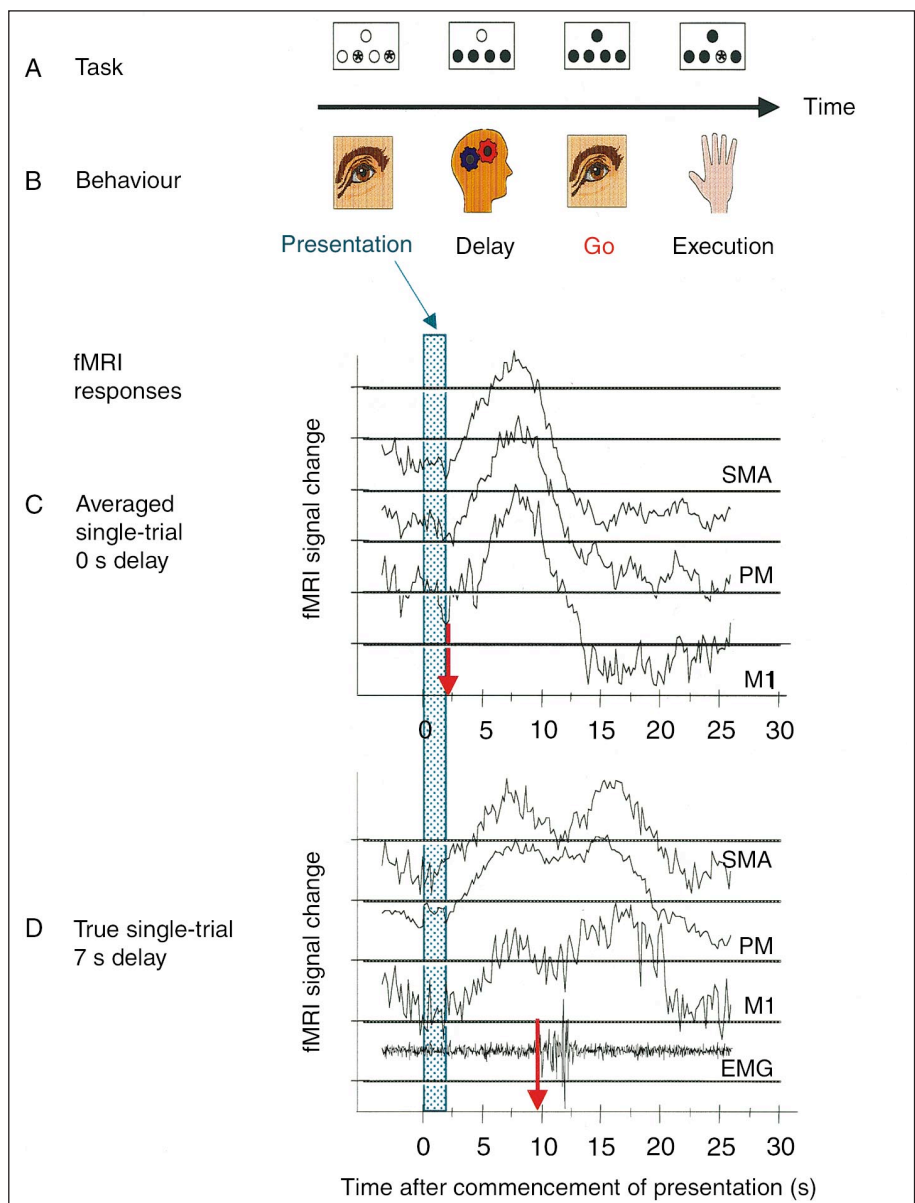 A Task
Time
B Behaviour
Presentation Delay Go Execution
fMRI
responses
C Averaged
single-trial
0 s delay
fMRI signal change
SMA
PM
M1
0 5 10 15 20 25 30
D True single-trial
7 s delay
fMRI signal change
SMA
PM
M1
EMG
0 5 10 15 20 25 30
Time after commencement of presentation (s)